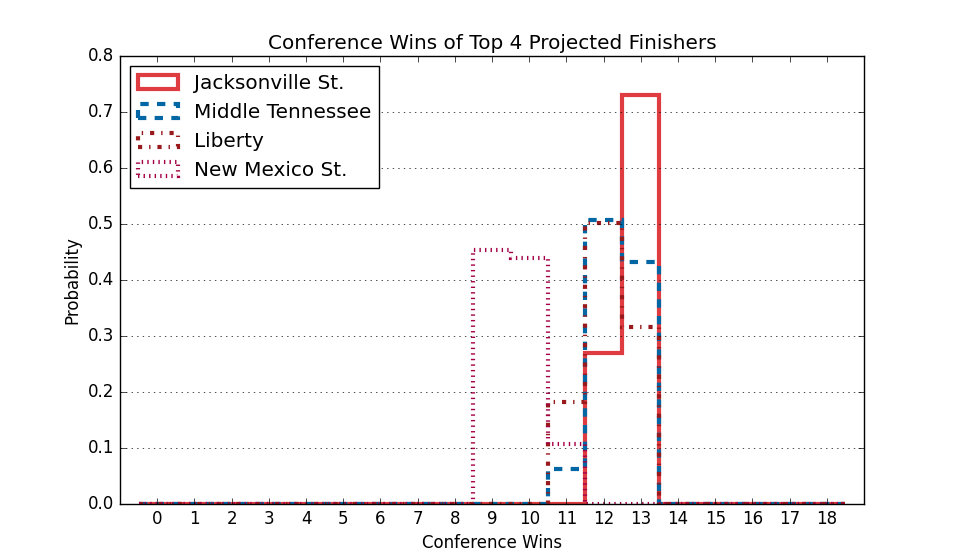 Conference Wins of Top 4 Projected Finishers
0.8
0.7
0.6
0.5
0.4
0.3
0.2
0.1
0.0
Probability
Jacksonville St.
Middle Tennessee
Liberty
New Mexico St.
0 1 2 3 4 5 6 7 8 9 10 11 12 13 14 15 16 17 18
Conference Wins